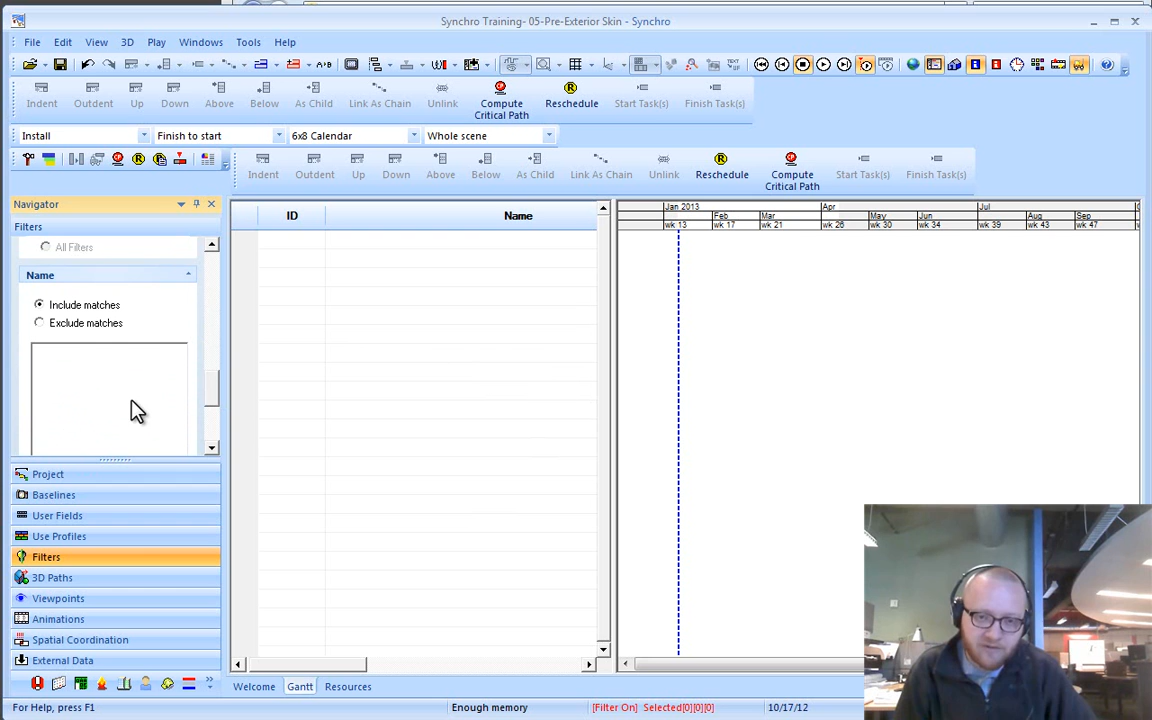 Synchro Training- 05-Pre-Exterior Skin - Synchro
File Edit View 3D Play Windows Tools Help
Indent Outdent Up Down Above Below As Child Link As Chain Unlink Compute Critical Path Reschedule Start Task(s) Finish Task(s)
Install Finish to start 6x8 Calendar Whole scene
Indent Outdent Up Down Above Below As Child Link As Chain Unlink Reschedule Compute Critical Path Start Task(s) Finish Task(s)
Navigator
Filters
All Filters
Name
Include matches
Exclude matches
Project
Baselines
User Fields
Use Profiles
Filters
3D Paths
Viewpoints
Animations
Spatial Coordination
External Data
ID Name
Jan 2013 Apr Jul
Feb Mar May Jun Aug Sep
wk 13 wk 17 wk 21 wk 26 wk 30 wk 34 wk 39 wk 43 wk 47
Welcome Gantt Resources
For Help, press F1 Enough memory [Filter On] Selected[0][0][0] 10/17/12